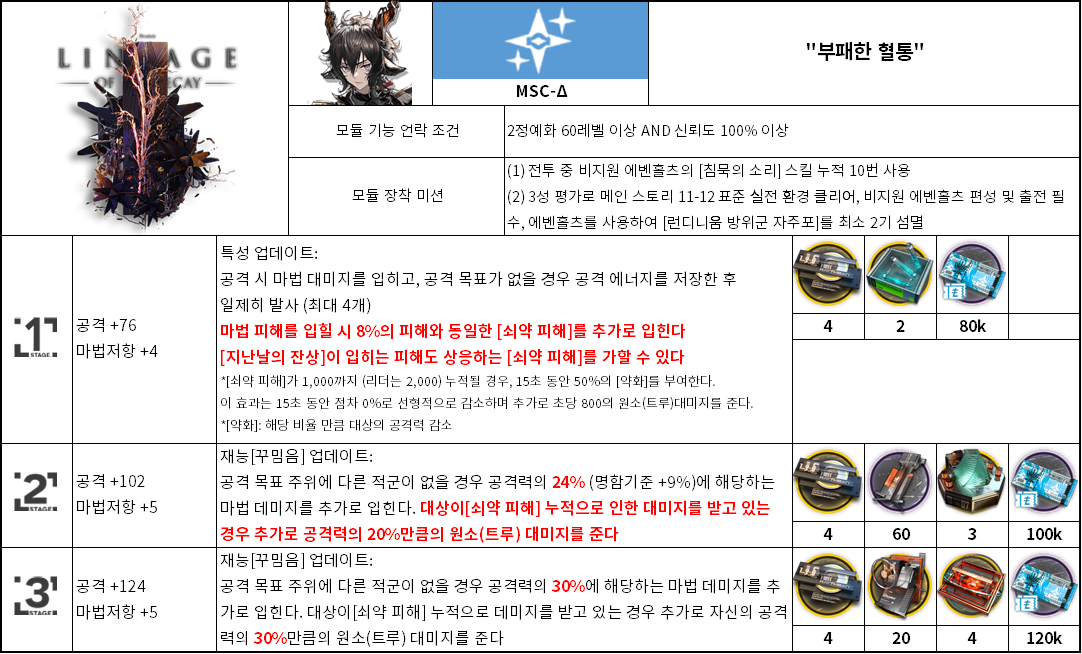 LINEAGE
OF DECAY
MSC-Δ
"부패한 혈통"
모듈 기능 언락 조건
2정예화 60레벨 이상 AND 신뢰도 100% 이상
모듈 장착 미션
(1) 전투 중 비지원 에벤홀츠의 [침묵의 소리] 스킬 누적 10번 사용
(2) 3성 평가로 메인 스토리 11-12 표준 실전 환경 클리어, 비지원 에벤홀츠 편성 및 출전 필
수, 에벤홀츠를 사용하여 [런디니움 방위군 자주포]를 최소 2기 섬멸
1
STAGE.
공격 +76
마법저항 +4
특성 업데이트:
공격 시 마법 대미지를 입히고, 공격 목표가 없을 경우 공격 에너지를 저장한 후
일제히 발사 (최대 4개)
마법 피해를 입힐 시 8%의 피해와 동일한 [쇠약 피해]를 추가로 입힌다
[지난날의 잔상]이 입히는 피해도 상응하는 [쇠약 피해]를 가할 수 있다
*[쇠약 피해]가 1,000까지 (리더는 2,000) 누적될 경우, 15초 동안 50%의 [약화]를 부여한다.
이 효과는 15초 동안 점차 0%로 선형적으로 감소하며 추가로 초당 800의 원소(트루)대미지를 준다.
*[약화]: 해당 비율 만큼 대상의 공격력 감소
4
2
80k
2
STAGE.
공격 +102
마법저항 +5
재능[꾸밈음] 업데이트:
공격 목표 주위에 다른 적군이 없을 경우 공격력의 24% (명함기준 +9%)에 해당하는
마법 데미지를 추가로 입힌다. 대상이[쇠약 피해] 누적으로 인한 대미지를 받고 있는
경우 추가로 공격력의 20%만큼의 원소(트루) 대미지를 준다
4
60
3
100k
3
STAGE.
공격 +124
마법저항 +5
재능[꾸밈음] 업데이트:
공격 목표 주위에 다른 적군이 없을 경우 공격력의 30%에 해당하는 마법 데미지를 추
가로 입힌다. 대상이[쇠약 피해] 누적으로 데미지를 받고 있는 경우 추가로 자신의 공격
력의 30%만큼의 원소(트루) 대미지를 준다
4
20
4
120k